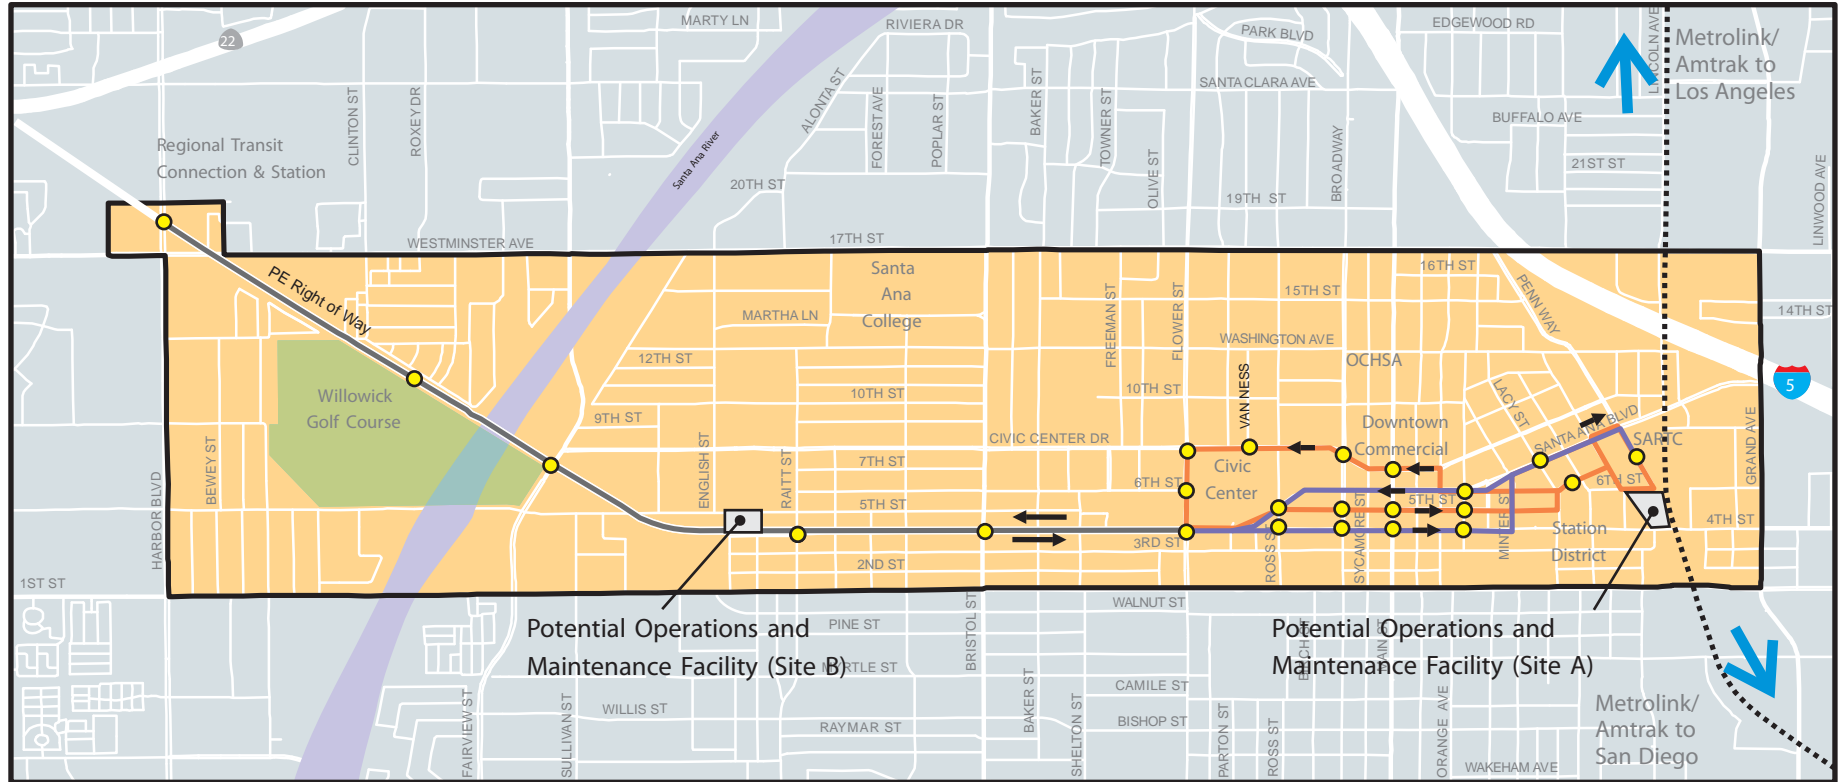 MARTY LN
RIVIERA DR
EDGEWOOD RD
PARK BLVD
LINCOLN AVE
Metrolink/
Amtrak to
Los Angeles
22
SANTA CLARA AVE
BUFFALO AVE
CLINTON ST
ROXEY DR
ALONTA ST
FOREST AVE
POPLAR ST
BAKER ST
TOWNER ST
OLIVE ST
BROADWAY
Regional Transit
Connection & Station
Santa Ana River
20TH ST
19TH ST
21ST ST
LINWOOD AVE
WESTMINSTER AVE
17TH ST
PE Right of Way
Santa
Ana
College
16TH ST
15TH ST
PENN WAY
14TH ST
MARTHA LN
FREEMAN ST
FLOWER ST
WASHINGTON AVE
12TH ST
OCHSA
5
Willowick
Golf Course
10TH ST
10TH ST
VAN NESS
LACY ST
9TH ST
Downtown
Commercial
SANTA ANA BLVD
SARTC
GRAND AVE
CIVIC CENTER DR
HARBOR BLVD
BEWEY ST
ENGLISH ST
RAITT ST
7TH ST
Civic
Center
6TH ST
6TH ST
5TH ST
5TH ST
SYCAMORE ST
MINTER ST
Station
District
4TH ST
3RD ST
ROSS ST
2ND ST
1ST ST
BRISTOL ST
WALNUT ST
Potential Operations and
Maintenance Facility (Site B)
PINE ST
MYRTLE ST
Potential Operations and
Maintenance Facility (Site A)
BIRCH ST
MAIN ST
FAIRVIEW ST
SULLIVAN ST
WILLIS ST
RAYMAR ST
BAKER ST
SHELTON ST
CAMILE ST
BISHOP ST
PARTON ST
ROSS ST
ORANGE AVE
WAKEHAM AVE
Metrolink/
Amtrak to
San Diego